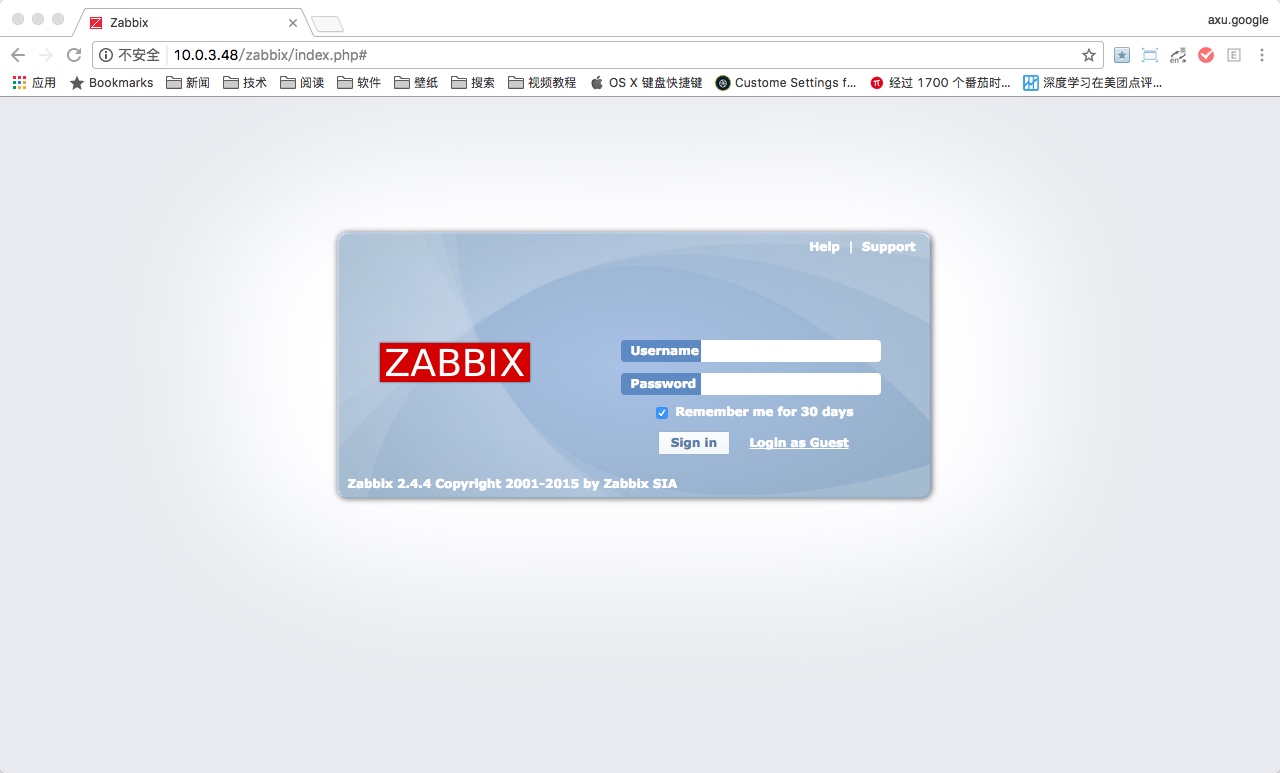 Zabbix
axu.google
不安全 10.0.3.48/zabbix/index.php#
应用 Bookmarks 新闻 技术 阅读 软件 壁纸 搜索 视频教程 OS X 键盘快捷键 Custome Settings f... 经过 1700 个番茄时... 深度学习在美团点评...
Help | Support
ZABBIX
Username
Password
Remember me for 30 days
Sign in Login as Guest
Zabbix 2.4.4 Copyright 2001-2015 by Zabbix SIA